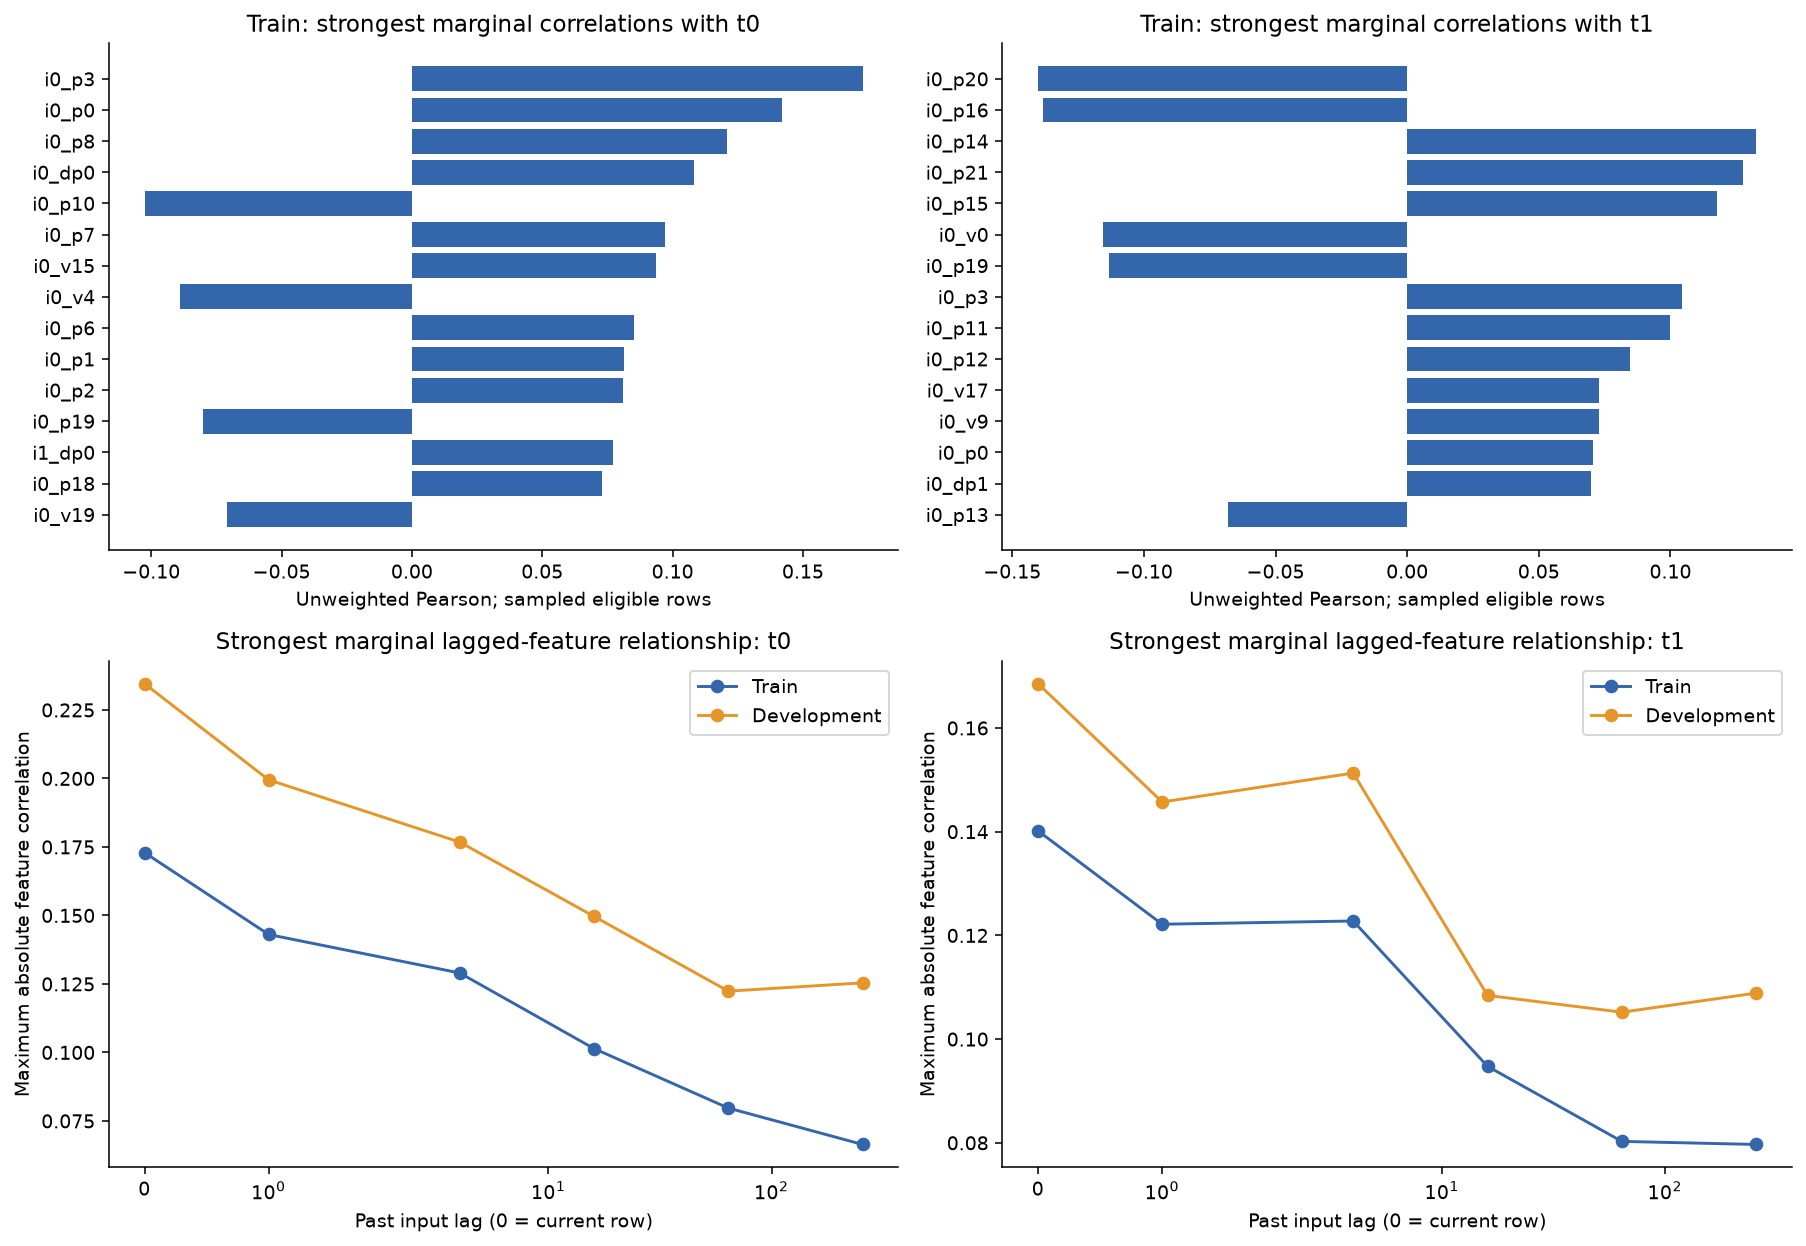 Train: strongest marginal correlations with t0
i0_p3
i0_p0
i0_p8
i0_dp0
i0_p10
i0_p7
i0_v15
i0_v4
i0_p6
i0_p1
i0_p2
i0_p19
i1_dp0
i0_p18
i0_v19
−0.10 −0.05 0.00 0.05 0.10 0.15
Unweighted Pearson; sampled eligible rows
Train: strongest marginal correlations with t1
i0_p20
i0_p16
i0_p14
i0_p21
i0_p15
i0_v0
i0_p19
i0_p3
i0_p11
i0_p12
i0_v17
i0_v9
i0_p0
i0_dp1
i0_p13
−0.15 −0.10 −0.05 0.00 0.05 0.10
Unweighted Pearson; sampled eligible rows
Strongest marginal lagged-feature relationship: t0
Maximum absolute feature correlation
0.225
0.200
0.175
0.150
0.125
0.100
0.075
Train
Development
0 10⁰ 10¹ 10²
Past input lag (0 = current row)
Strongest marginal lagged-feature relationship: t1
Maximum absolute feature correlation
0.16
0.14
0.12
0.10
0.08
Train
Development
0 10⁰ 10¹ 10²
Past input lag (0 = current row)